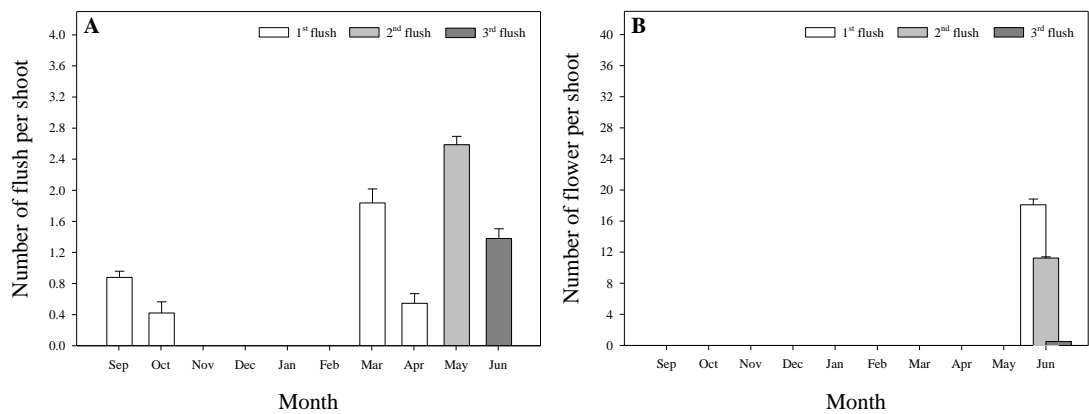 A
1st flush 2nd flush 3rd flush
Number of flush per shoot
4.0
3.6
3.2
2.8
2.4
2.0
1.6
1.2
0.8
0.4
0.0
Sep Oct Nov Dec Jan Feb Mar Apr May Jun
Month
B
1st flush 2nd flush 3rd flush
Number of flower per shoot
40
36
32
28
24
20
16
12
8
4
0
Sep Oct Nov Dec Jan Feb Mar Apr May Jun
Month